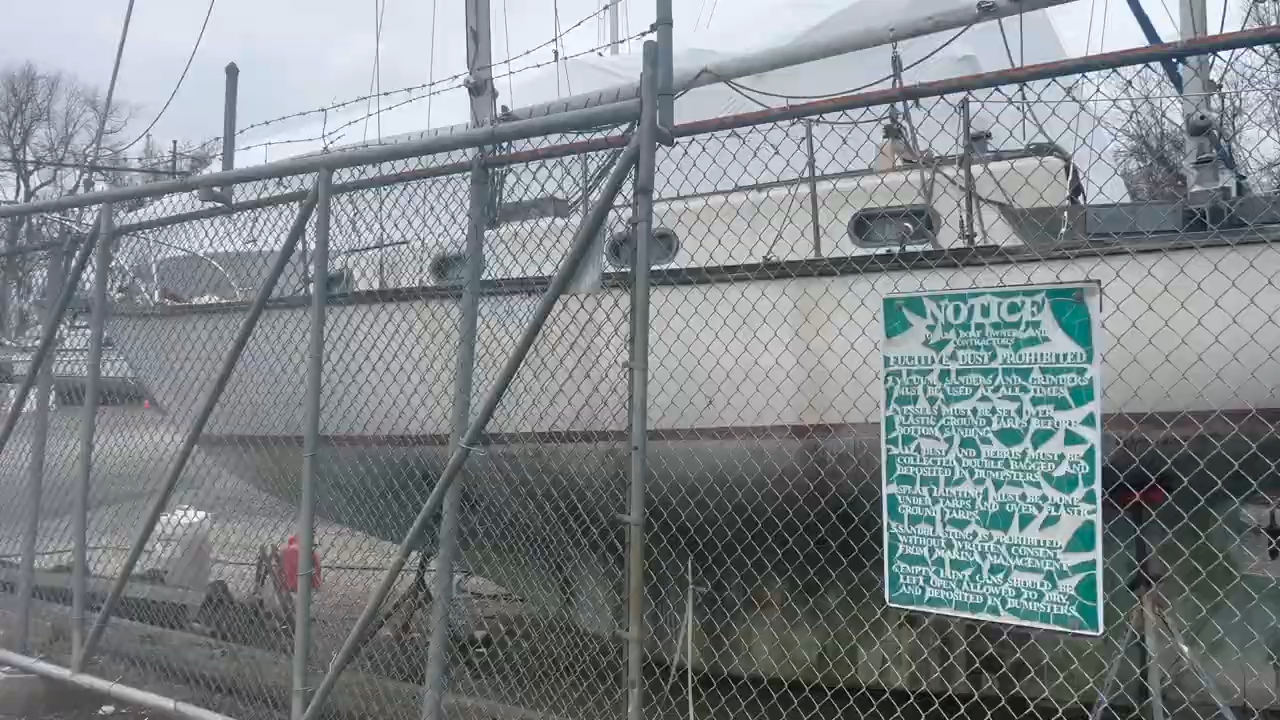 NOTICE
BOAT OWNERS AND
CONTRACTORS
FUGITIVE DUST PROHIBITED
1. VACUUM SANDERS AND GRINDERS
MUST BE USED AT ALL TIMES
VESSELS MUST BE SET OVER
PLASTIC GROUND TARPS BEFORE
BOTTOM SANDING
DUST AND DEBRIS MUST BE
COLLECTED DOUBLE BAGGED AND
DEPOSITED IN DUMPSTERS
SPRAY PAINTING MUST BE DONE
UNDER TARPS AND OVER PLASTIC
GROUND TARPS
5.SANDBLASTING IS PROHIBITED
WITHOUT WRITTEN CONSENT
FROM MARINA MANAGEMENT
6.EMPTY PAINT CANS SHOULD BE
LEFT OPEN ALLOWED TO DRY
AND DEPOSITED IN DUMPSTERS